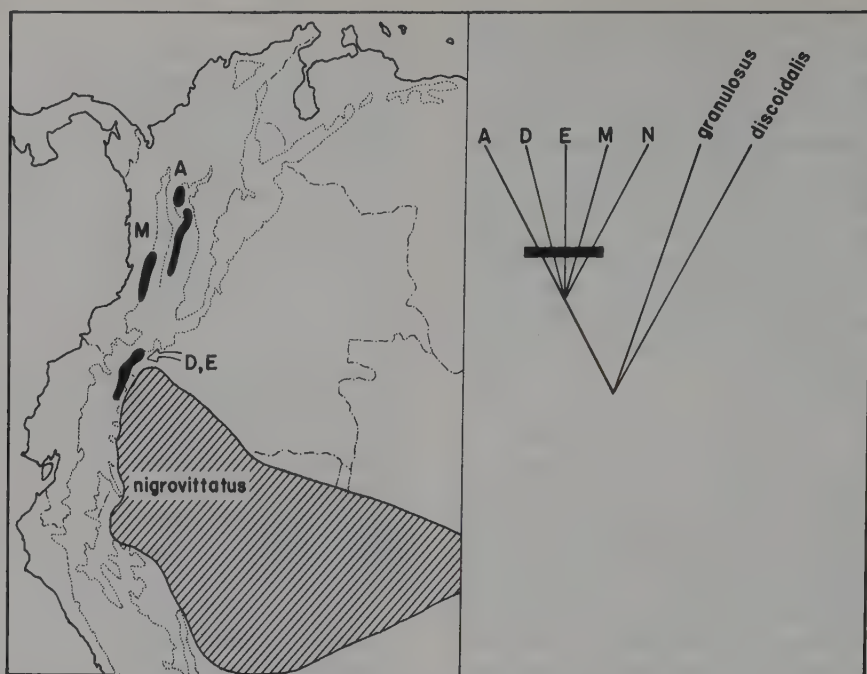 A
M
D,E
nigrovittatus
A D E M N
granulosus
discoidalis